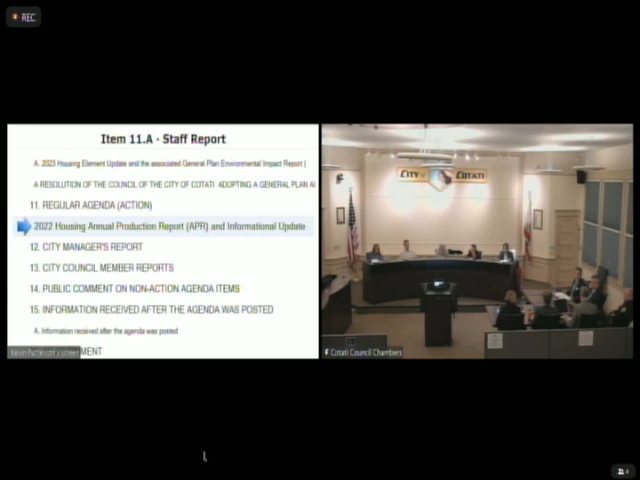 REC
Item 11.A - Staff Report
A. 2023 Housing Element Update and the associated General Plan Environmental Impact Report (
A RESOLUTION OF THE COUNCIL OF THE CITY OF COTATI ADOPTING A GENERAL PLAN A
11. REGULAR AGENDA (ACTION)
2022 Housing Annual Production Report (APR) and Informational Update
12. CITY MANAGER'S REPORT
13. CITY COUNCIL MEMBER REPORTS
14. PUBLIC COMMENT ON NON-ACTION AGENDA ITEMS
15. INFORMATION RECEIVED AFTER THE AGENDA WAS POSTED
A. Information received after the agenda was posted
MENT
CITY COTATI
Cotati Council Chambers
I,
4